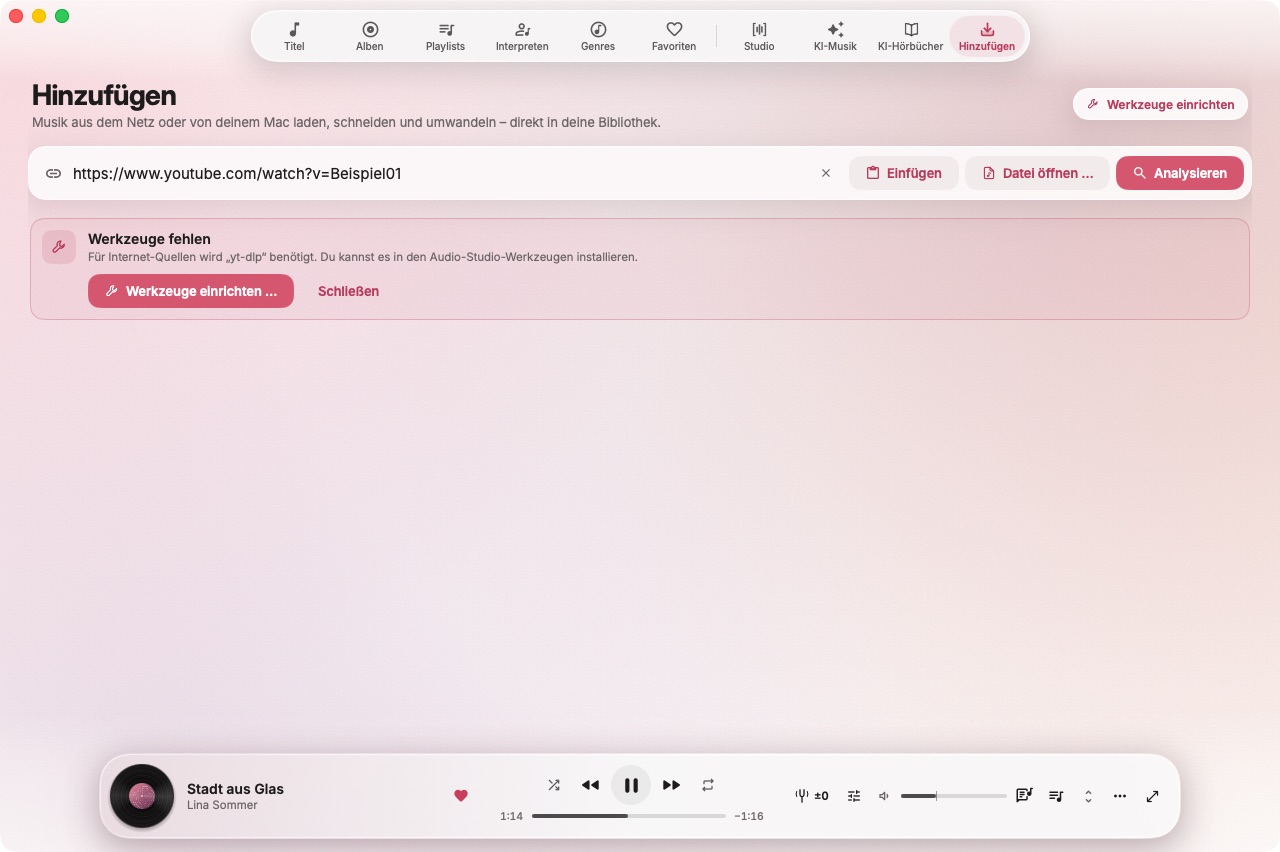 Titel
Alben
Playlists
Interpreten
Genres
Favoriten
Studio
KI-Musik
KI-Hörbücher
Hinzufügen
Hinzufügen
Musik aus dem Netz oder von deinem Mac laden, schneiden und umwandeln – direkt in deine Bibliothek.
Werkzeuge einrichten
https://www.youtube.com/watch?v=Beispiel01
Einfügen
Datei öffnen ...
Analysieren
Werkzeuge fehlen
Für Internet-Quellen wird „yt-dlp“ benötigt. Du kannst es in den Audio-Studio-Werkzeugen installieren.
Werkzeuge einrichten ...
Schließen
Stadt aus Glas
Lina Sommer
1:14
−1:16
±0